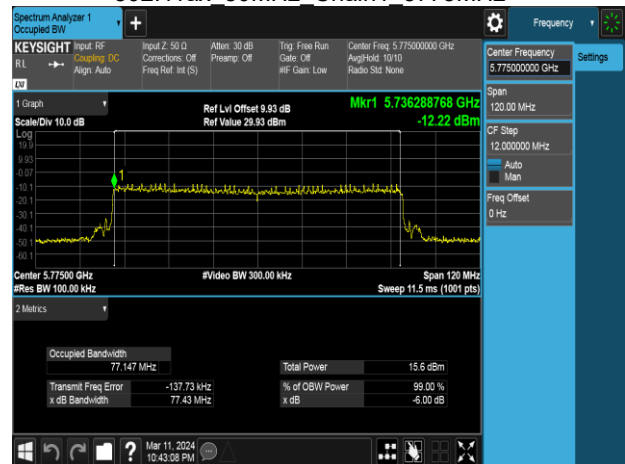 Spectrum Analyzer 1
Occupied BW
Frequency
KEYSIGHT
RL
LXI
Input: RF
Coupling: DC
Align: Auto
Input Z: 50 Ω
Corrections: Off
Freq Ref: Int (S)
Atten: 30 dB
Preamp: Off
Trig: Free Run
Gate: Off
#IF Gain: Low
Center Freq: 5.775000000 GHz
Avg|Hold: 10/10
Radio Std: None
Center Frequency
5.775000000 GHz
Settings
Span
120.00 MHz
CF Step
12.000000 MHz
Auto
Man
Freq Offset
0 Hz
1 Graph
Scale/Div 10.0 dB
Ref Lvl Offset 9.93 dB
Ref Value 29.93 dBm
Mkr1 5.736288768 GHz
-12.22 dBm
Log
19.9
9.93
-0.07
-10.1
-20.1
-30.1
-40.1
-50.1
-60.1
1
Center 5.77500 GHz
#Res BW 100.00 kHz
#Video BW 300.00 kHz
Span 120 MHz
Sweep 11.5 ms (1001 pts)
2 Metrics
Occupied Bandwidth
77.147 MHz
Total Power 15.6 dBm
Transmit Freq Error -137.73 kHz
% of OBW Power 99.00 %
x dB Bandwidth 77.43 MHz
x dB -6.00 dB
?
Mar 11, 2024
10:43:08 PM